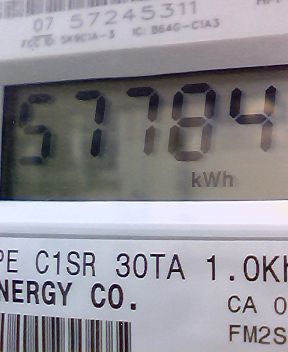 07 57245311
FCC ID: SK9C1A-3 IC: 864G-C1A3
57784
kWh
PE C1SR 30TA 1.0Kh
NERGY CO.
CA 0
FM2S